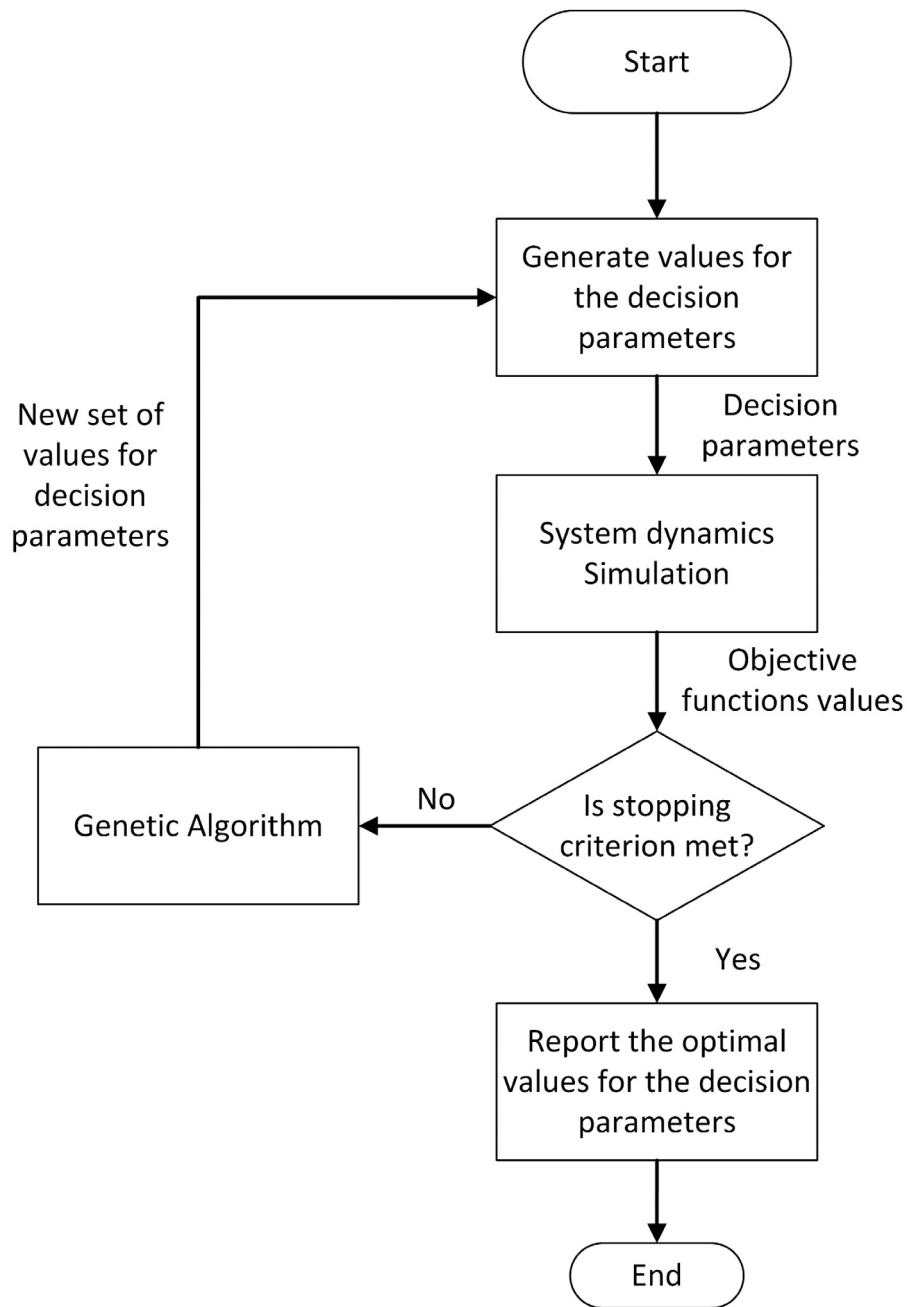 Start
Generate values for
the decision
parameters
Decision
parameters
New set of
values for
decision
parameters
System dynamics
Simulation
Objective
functions values
Is stopping
criterion met?
No
Genetic Algorithm
Yes
Report the optimal
values for the decision
parameters
End